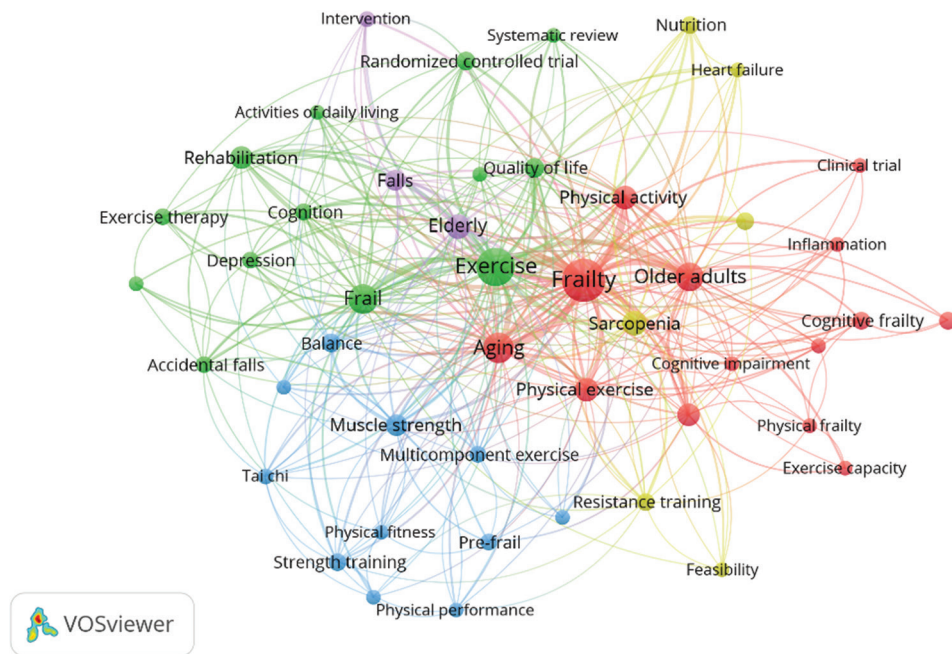 Intervention
Nutrition
Systematic review
Randomized controlled trial
Heart failure
Activities of daily living
Rehabilitation
Quality of life
Clinical trial
Falls
Physical activity
Exercise therapy
Cognition
Elderly
Inflammation
Depression
Exercise
Frailty
Older adults
Frail
Sarcopenia
Cognitive frailty
Balance
Aging
Accidental falls
Cognitive impairment
Physical exercise
Muscle strength
Physical frailty
Multicomponent exercise
Tai chi
Exercise capacity
Resistance training
Physical fitness
Pre-frail
Strength training
Feasibility
Physical performance
VOSviewer